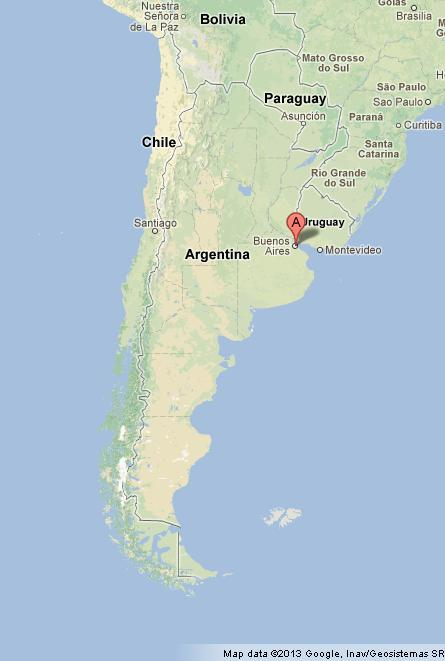 Goiás
Brasilia
Nuestra
Señora
de La Paz
Bolivia
Mato Grosso
do Sul
São Paulo
São Paulo
Paraguay
Asunción
Paraná
Curitiba
Chile
Santa
Catarina
Rio Grande
do Sul
Santiago
A
Uruguay
Buenos
Aires
Montevideo
Argentina
Map data ©2013 Google, Inav/Geosistemas SR